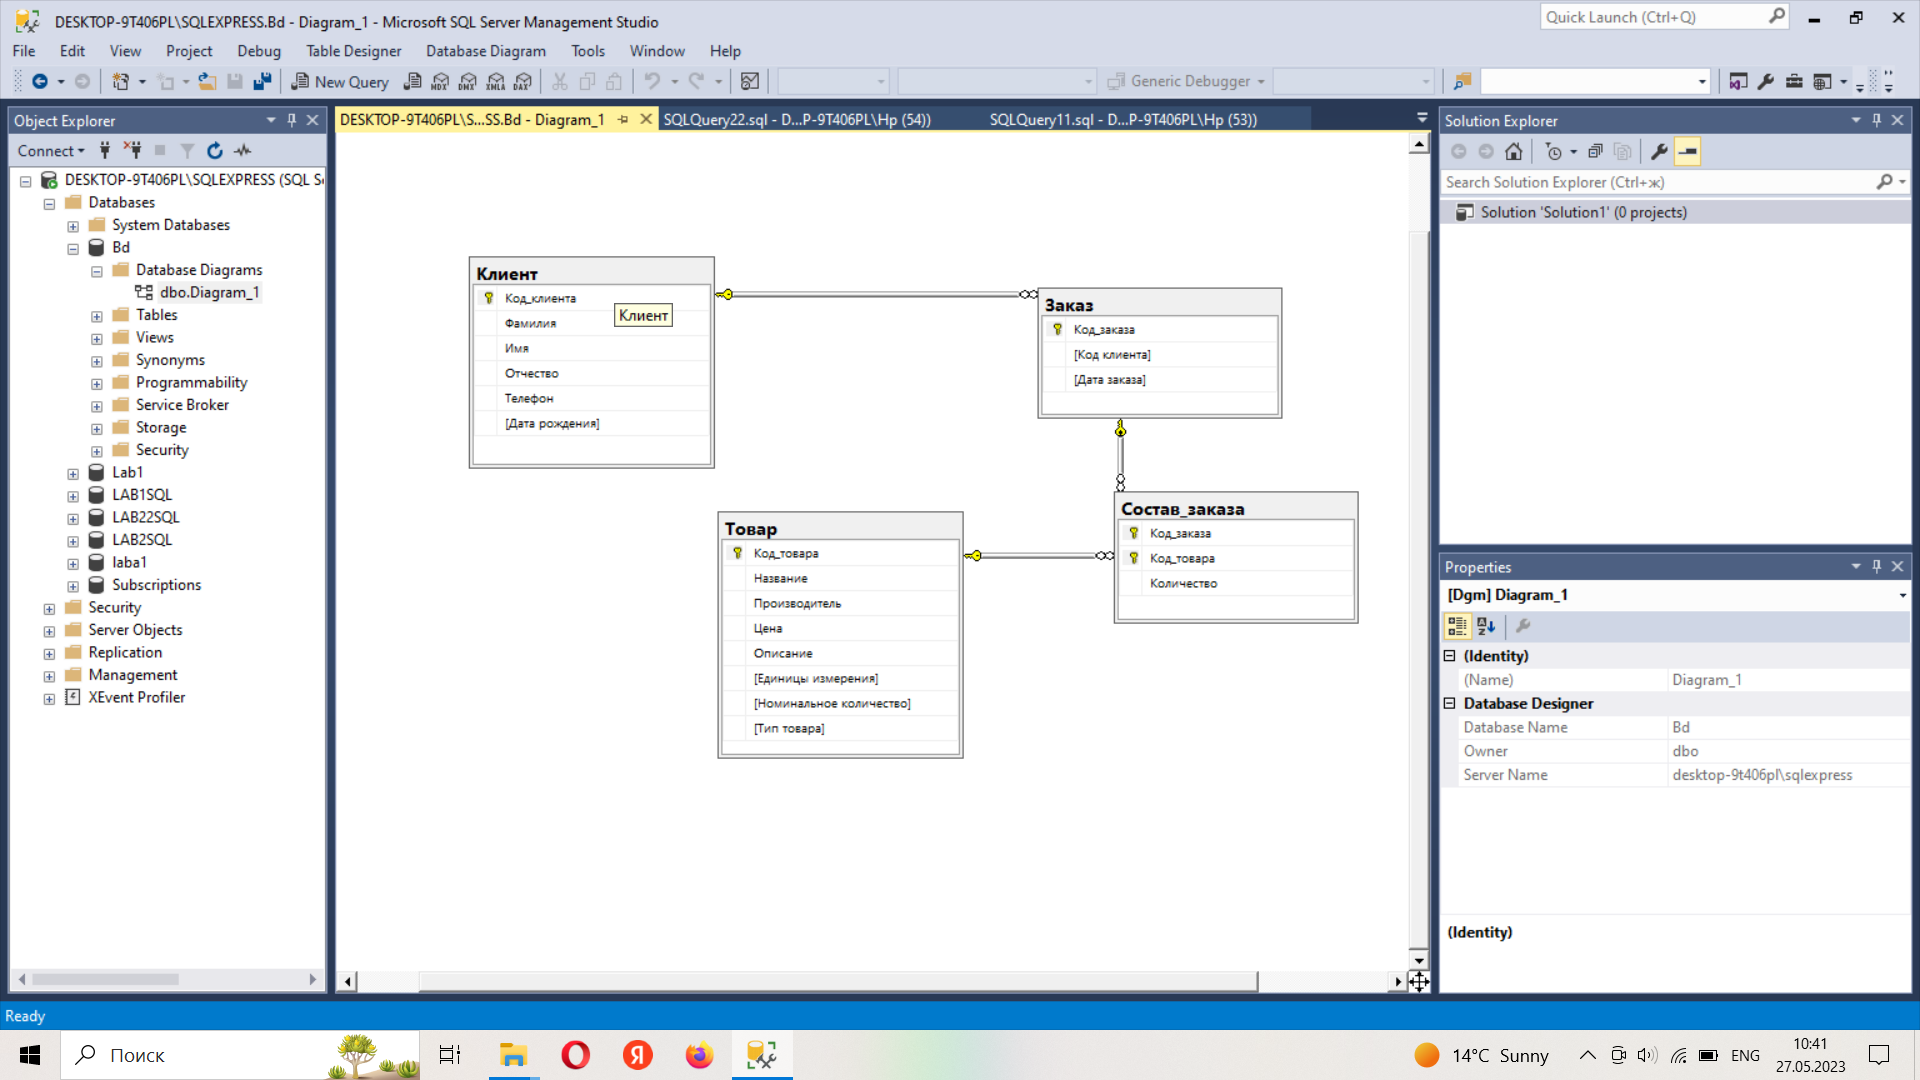 DESKTOP-9T406PL\SQLEXPRESS.Bd - Diagram_1 - Microsoft SQL Server Management Studio
Quick Launch (Ctrl+Q)
File Edit View Project Debug Table Designer Database Diagram Tools Window Help
New Query
MDX
DMX
XMLA
DAX
Generic Debugger
Object Explorer
Connect
DESKTOP-9T406PL\SQLEXPRESS (SQL S
Databases
System Databases
Bd
Database Diagrams
dbo.Diagram_1
Tables
Views
Synonyms
Programmability
Service Broker
Storage
Security
Lab1
LAB1SQL
LAB22SQL
LAB2SQL
laba1
Subscriptions
Security
Server Objects
Replication
Management
XEvent Profiler
DESKTOP-9T406PL\S...SS.Bd - Diagram_1
SQLQuery22.sql - D...P-9T406PL\Hp (54))
SQLQuery11.sql - D...P-9T406PL\Hp (53))
Клиент
Код_клиента
Клиент
Фамилия
Имя
Отчество
Телефон
[Дата рождения]
Заказ
Код_заказа
[Код клиента]
[Дата заказа]
Товар
Код_товара
Название
Производитель
Цена
Описание
[Единицы измерения]
[Номинальное количество]
[Тип товара]
Состав_заказа
Код_заказа
Код_товара
Количество
Solution Explorer
Search Solution Explorer (Ctrl+ж)
Solution 'Solution1' (0 projects)
Properties
[Dgm] Diagram_1
(Identity)
(Name) Diagram_1
Database Designer
Database Name Bd
Owner dbo
Server Name desktop-9t406pl\sqlexpress
(Identity)
Ready
Поиск
Я
14°C Sunny
ENG
10:41
27.05.2023